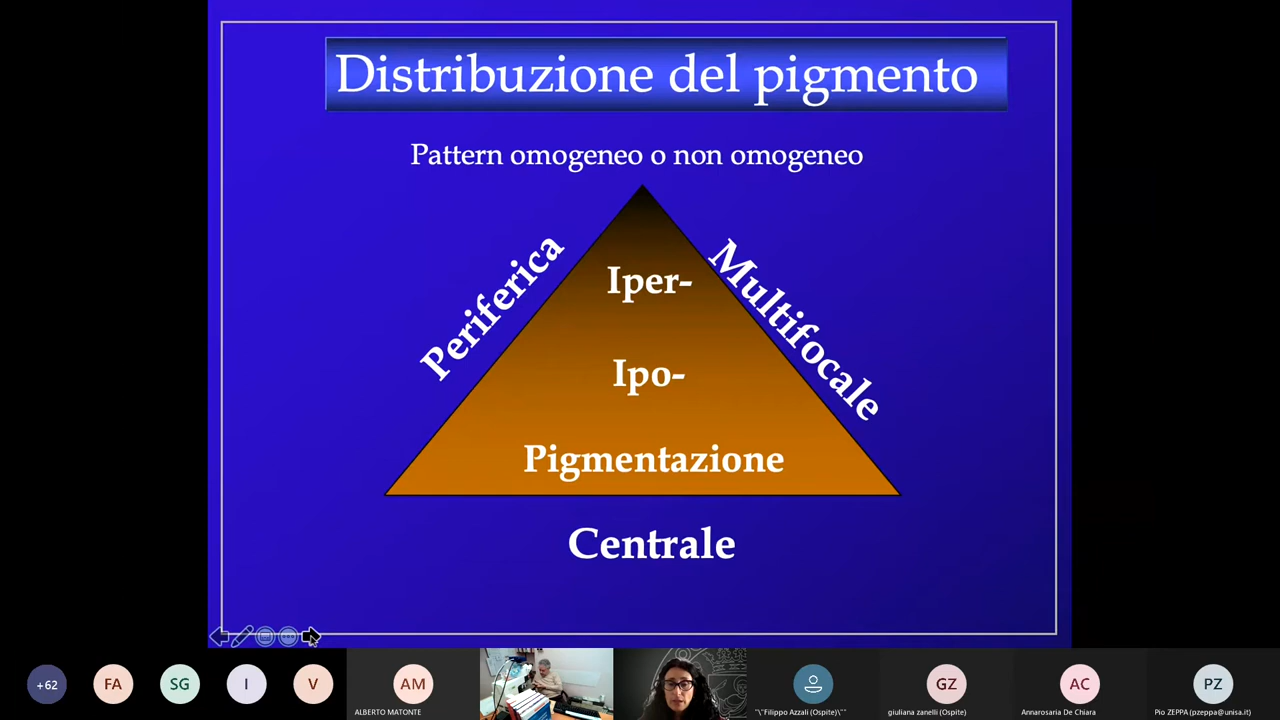 Distribuzione del pigmento
Pattern omogeneo o non omogeneo
Periferica
Multifocale
Iper-
Ipo-
Pigmentazione
Centrale
+62
FA
SG
I
V
AM
ALBERTO MATONTE
"\"Filippo Azzali (Ospite)\""
GZ
giuliana zanelli (Ospite)
AC
Annarosaria De Chiara
PZ
Pio ZEPPA (pzeppa@unisa.it)